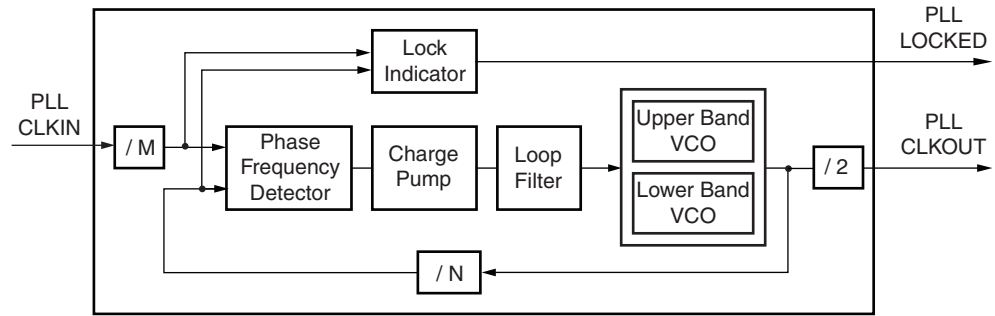 PLL
LOCKED
Lock
Indicator
PLL
CLKIN
/ M
Phase
Frequency
Detector
Charge
Pump
Loop
Filter
Upper Band
VCO
Lower Band
VCO
/ 2
PLL
CLKOUT
/ N